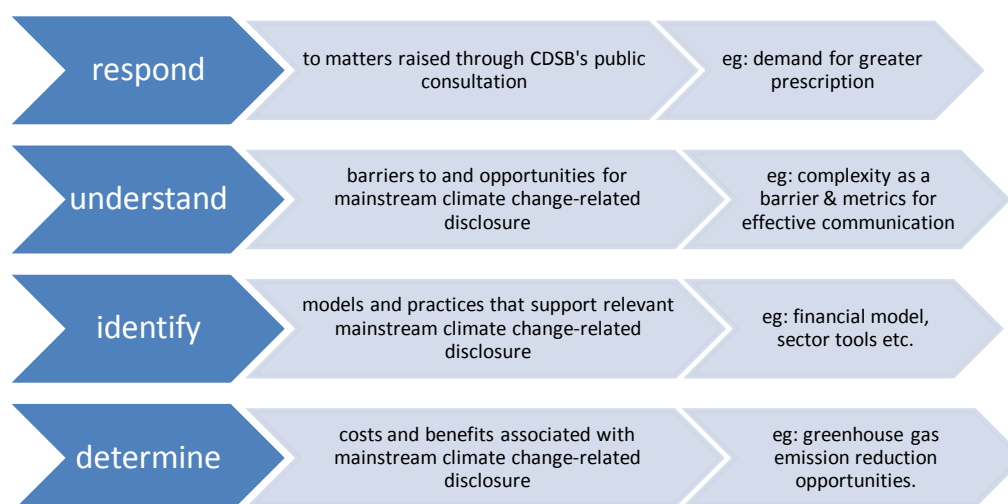 respond
to matters raised through CDSB's public
consultation
eg: demand for greater
prescription
understand
barriers to and opportunities for
mainstream climate change-related
disclosure
eg: complexity as a
barrier & metrics for
effective communication
identify
models and practices that support relevant
mainstream climate change-related
disclosure
eg: financial model,
sector tools etc.
determine
costs and benefits associated with
mainstream climate change-related
disclosure
eg: greenhouse gas
emission reduction
opportunities.